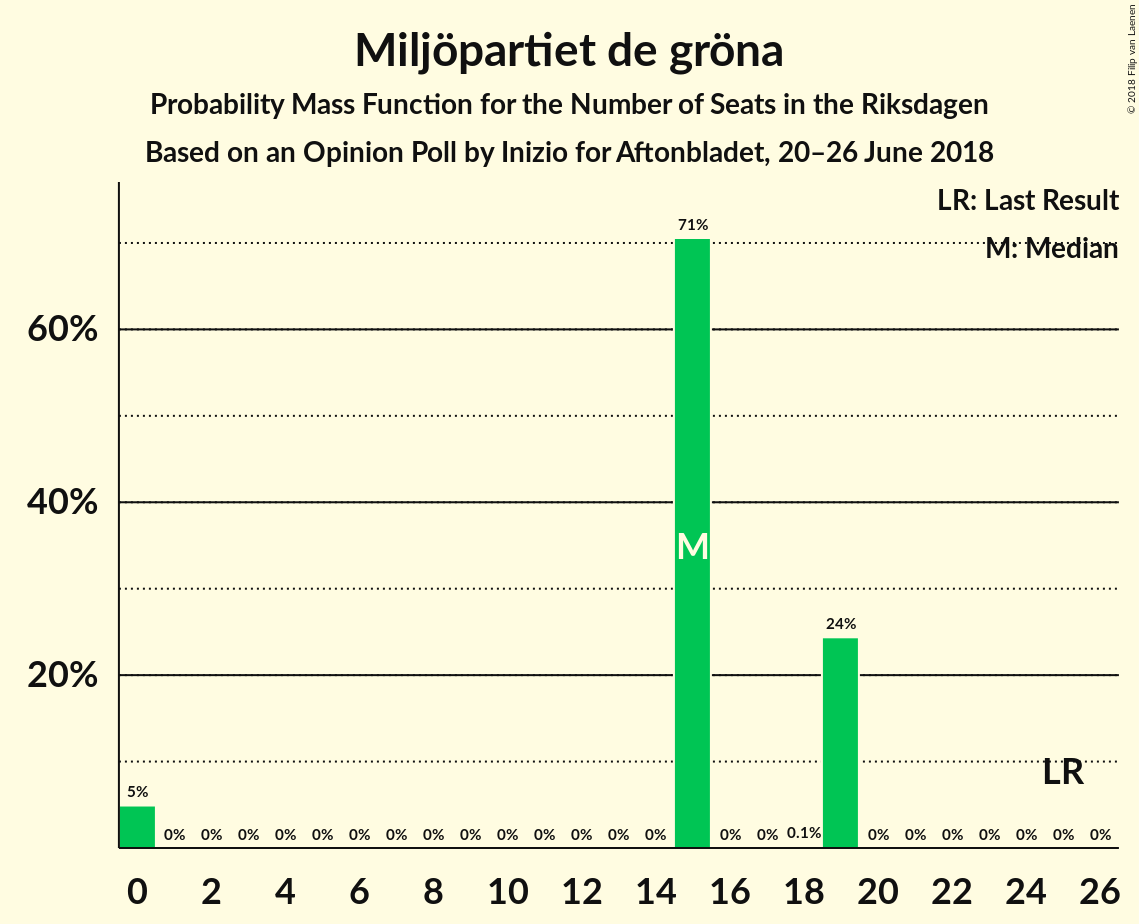 Miljöpartiet de gröna
Probability Mass Function for the Number of Seats in the Riksdagen
Based on an Opinion Poll by Inizio for Aftonbladet, 20–26 June 2018
© 2018 Filip van Laenen
LR: Last Result
M: Median
71%
60%
40%
M
24%
20%
LR
5%
0% 0% 0% 0% 0% 0% 0% 0% 0% 0% 0% 0% 0% 0% 0% 0% 0.1% 0% 0% 0% 0% 0% 0% 0%
0 2 4 6 8 10 12 14 16 18 20 22 24 26